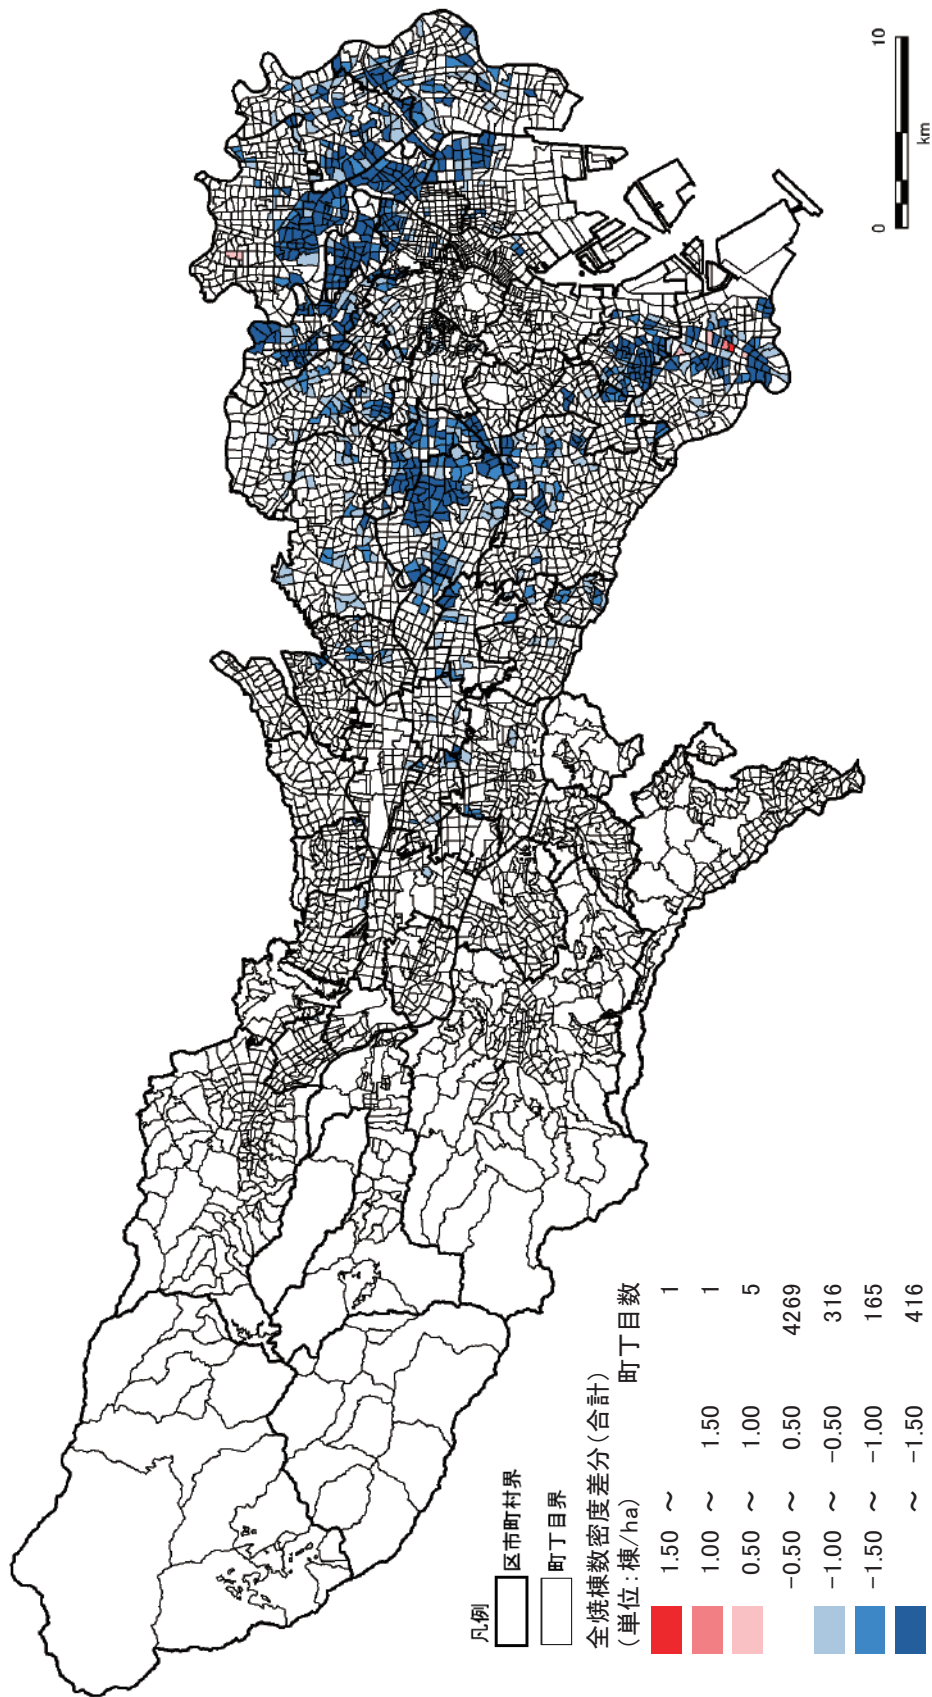 凡例
区市町村界
町丁目界
全焼棟数密度差分(合計)
(単位:棟/ha) 町丁目数
1.50 ～ 1
1.00 ～ 1.50 1
0.50 ～ 1.00 5
-0.50 ～ 0.50 4269
-1.00 ～ -0.50 316
-1.50 ～ -1.00 165
～ -1.50 416
0 10
km